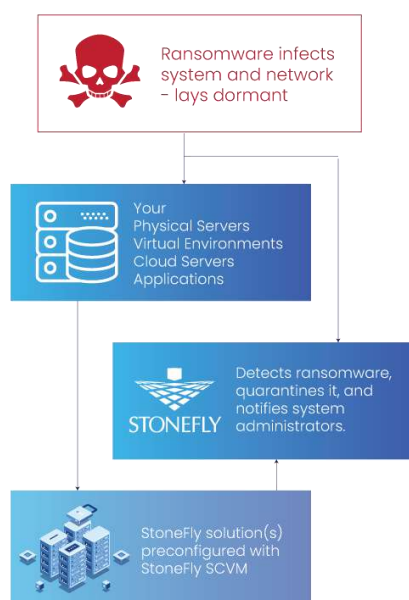 Ransomware infects
system and network
- lays dormant
Your
Physical Servers
Virtual Environments
Cloud Servers
Applications
STONEFLY
Detects ransomware,
quarantines it, and
notifies system
administrators.
StoneFly solution(s)
preconfigured with
StoneFly SCVM